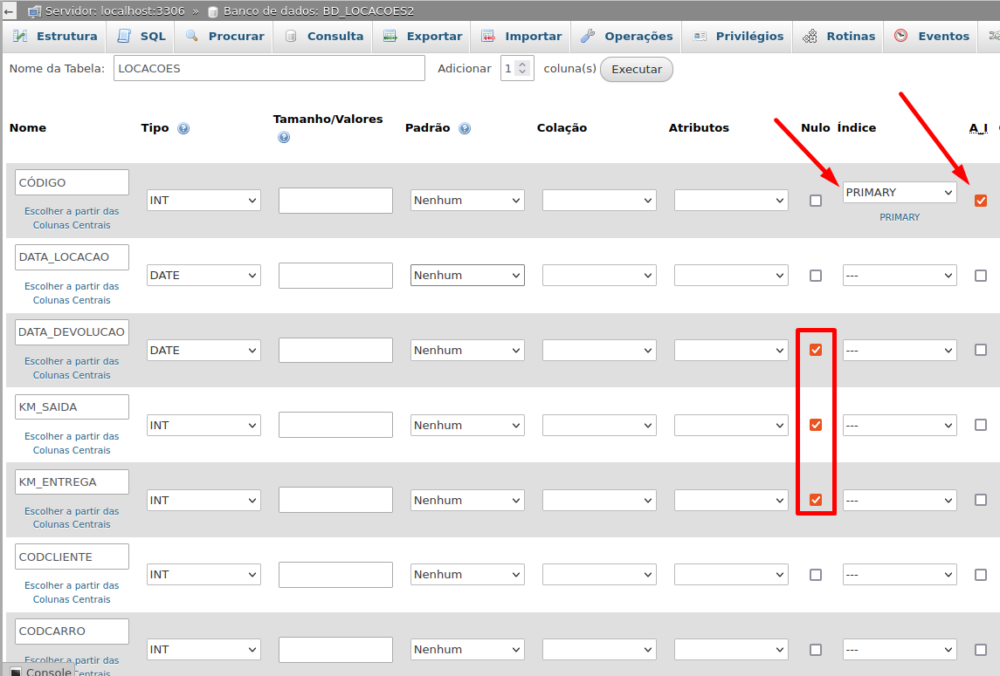 ← Servidor: localhost:3306 » Banco de dados: BD_LOCACOES2
Estrutura SQL Procurar Consulta Exportar Importar Operações Privilégios Rotinas Eventos
Nome da Tabela: LOCACOES Adicionar 1 coluna(s) Executar
Nome Tipo Tamanho/Valores Padrão Colação Atributos Nulo Índice A_I
CÓDIGO INT Nenhum PRIMARY
Escolher a partir das PRIMARY
Colunas Centrais
DATA_LOCACAO DATE Nenhum ---
Escolher a partir das
Colunas Centrais
DATA_DEVOLUCAO DATE Nenhum ---
Escolher a partir das
Colunas Centrais
KM_SAIDA INT Nenhum ---
Escolher a partir das
Colunas Centrais
KM_ENTREGA INT Nenhum ---
Escolher a partir das
Colunas Centrais
CODCLIENTE INT Nenhum ---
Escolher a partir das
Colunas Centrais
CODCARRO INT Nenhum ---
Escolher a partir das
Console Centrais